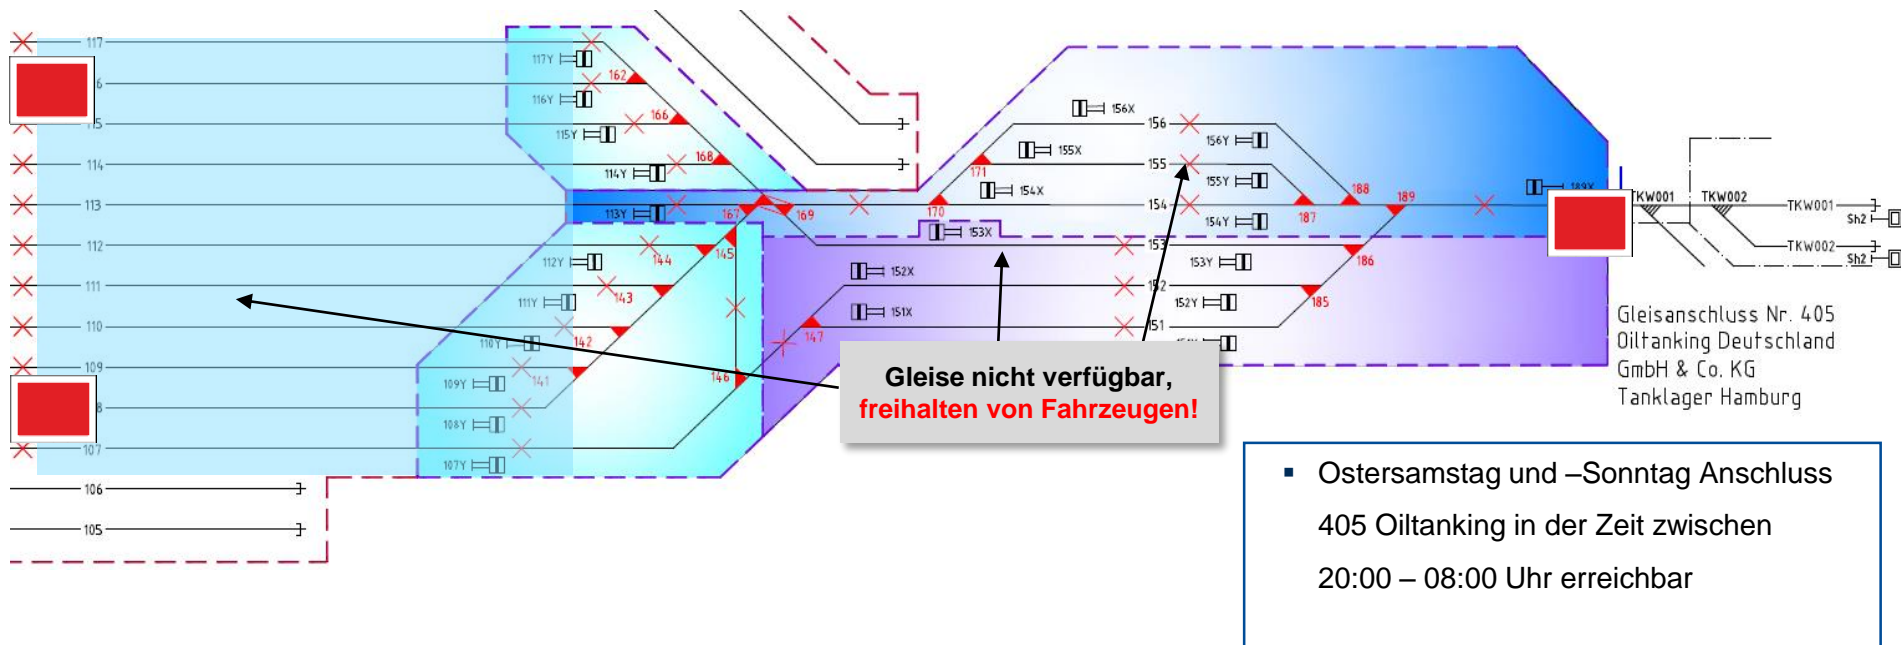 117
117Y
162
6
116Y
166
115
115Y
168
114
114Y
113
113Y
167
169
112
112Y
144
145
111
111Y
143
110
110Y
142
109
109Y
141
146
8
108Y
107
107Y
106
105
156X
156
156Y
155X
155
155Y
171
154X
154
154Y
170
187
188
189
189X
153X
153
153Y
186
152X
152
152Y
185
151X
151
147
TKW001
TKW002
TKW001
Sh2
TKW002
Sh2
Gleisanschluss Nr. 405
Oiltanking Deutschland
GmbH & Co. KG
Tanklager Hamburg
Gleise nicht verfügbar,
freihalten von Fahrzeugen!
▪ Ostersamstag und –Sonntag Anschluss
405 Oiltanking in der Zeit zwischen
20:00 – 08:00 Uhr erreichbar